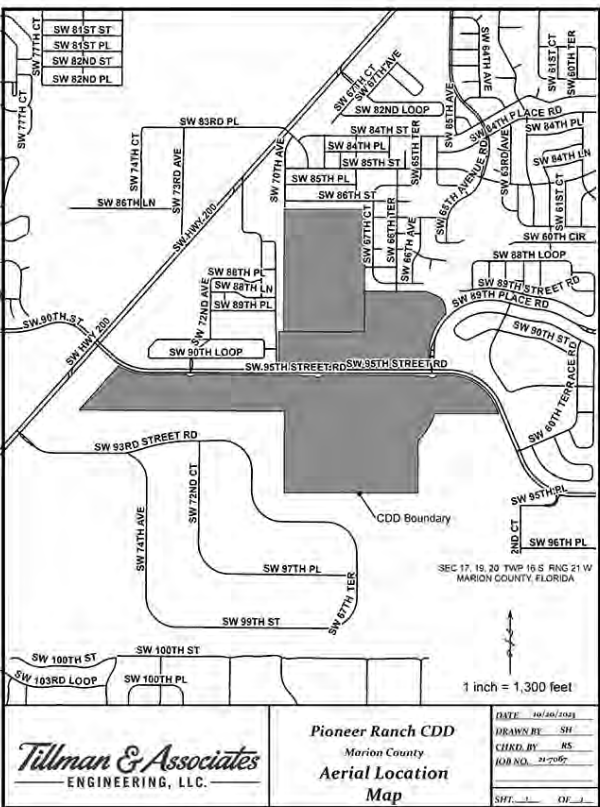 SW 81ST ST
SW 81ST PL
SW 82ND ST
SW 82ND PL
SW 77TH CT
SW 77TH CT
SW 67TH CT
SW 67TH AVE
SW 82ND LOOP
SW 65TH AVE
SW 64TH AVE
SW 61ST CT
SW 60TH TER
SW 84TH PLACE RD
SW 84TH PL
SW 84TH LN
SW 63RD AVE
SW 61ST CT
SW 83RD PL
SW 84TH ST
SW 84TH PL
SW 85TH ST
SW 65TH TER
SW 65TH AVENUE RD
SW 85TH PL
SW 86TH ST
SW 74TH CT
SW 73RD AVE
SW 70TH AVE
SW 86TH LN
SW HWY 200
SW 67TH CT
SW 66TH TER
SW 66TH AVE
SW 60TH CIR
SW 88TH LOOP
SW 89TH STREET RD
SW 89TH PLACE RD
SW 88TH PL
SW 88TH LN
SW 89TH PL
SW 72ND AVE
SW 90TH ST
SW HWY 200
SW 90TH LOOP
SW 95TH STREET RD
SW 95TH STREET RD
SW 90TH ST
SW 60TH TERRACE RD
SW 93RD STREET RD
SW 72ND CT
SW 74TH AVE
SW 97TH PL
SW 67TH TER
SW 99TH ST
CDD Boundary
SW 95TH PL
2ND CT
SW 96TH PL
SEC 17, 19, 20 TWP 16 S RNG 21 W
MARION COUNTY, FLORIDA
SW 100TH ST
SW 100TH ST
SW 103RD LOOP
SW 100TH PL
1 inch = 1,300 feet
Tillman & Associates
ENGINEERING, LLC.
Pioneer Ranch CDD
Marion County
Aerial Location
Map
DATE 10/20/2023
DRAWN BY SH
CHKD. BY RS
JOB NO. 21-7067
SHT. 1 OF 1